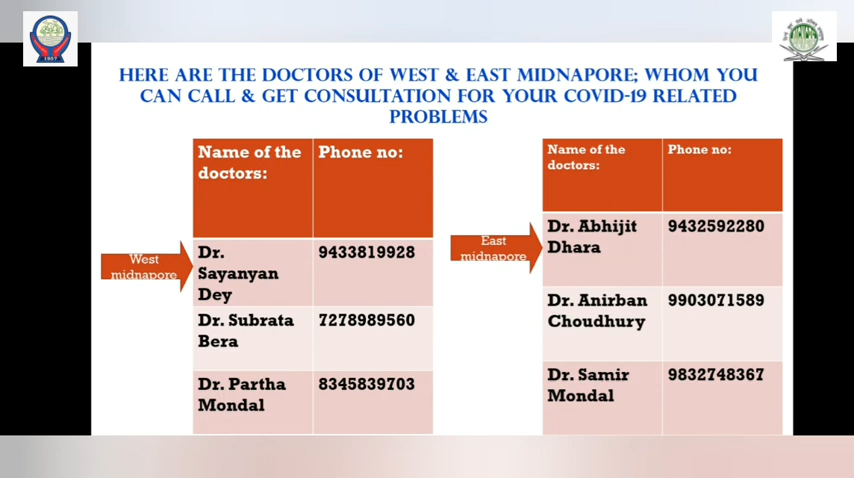 HERE ARE THE DOCTORS OF WEST & EAST MIDNAPORE; WHOM YOU
CAN CALL & GET CONSULTATION FOR YOUR COVID-19 RELATED
PROBLEMS
Name of the
doctors:
Phone no:
West
midnapore
Dr.
Sayanyan
Dey
9433819928
Dr. Subrata
Bera
7278989560
Dr. Partha
Mondal
8345839703
Name of the
doctors:
Phone no:
East
midnapore
Dr. Abhijit
Dhara
9432592280
Dr. Anirban
Choudhury
9903071589
Dr. Samir
Mondal
9832748367